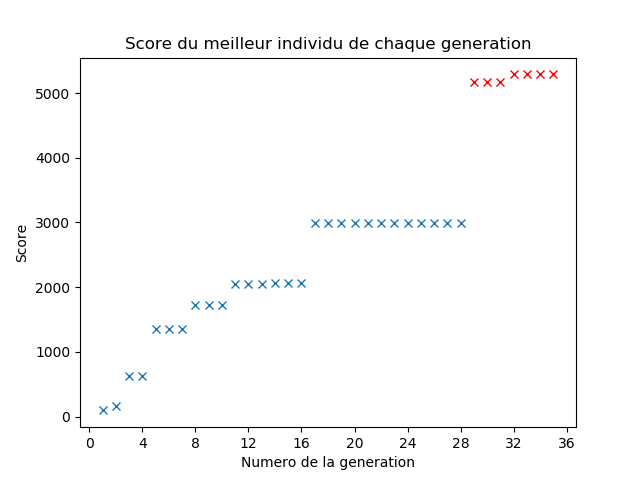 Score du meilleur individu de chaque generation
Score
5000
4000
3000
2000
1000
0
0 4 8 12 16 20 24 28 32 36
Numero de la generation